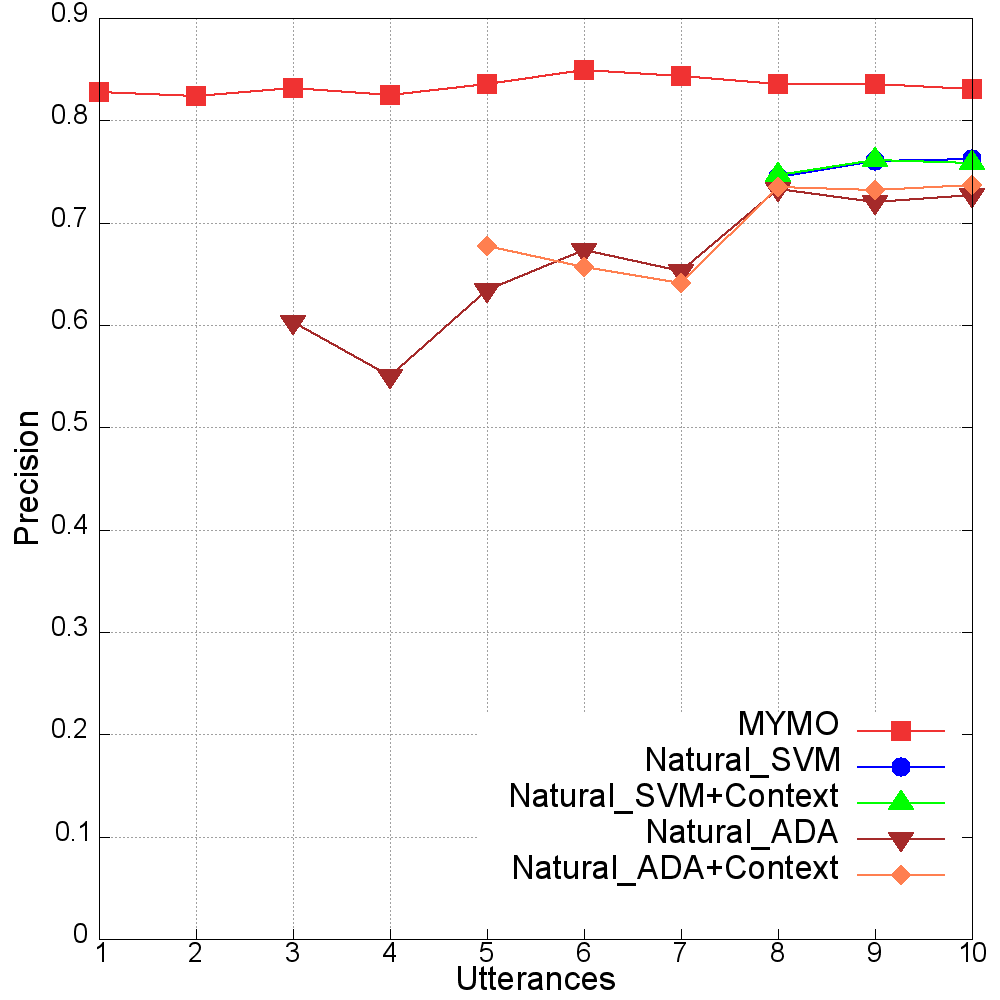 0.9
0.8
0.7
0.6
0.5
0.4
0.3
0.2
0.1
0
Precision
MYMO
Natural_SVM
Natural_SVM+Context
Natural_ADA
Natural_ADA+Context
1 2 3 4 5 6 7 8 9 10
Utterances